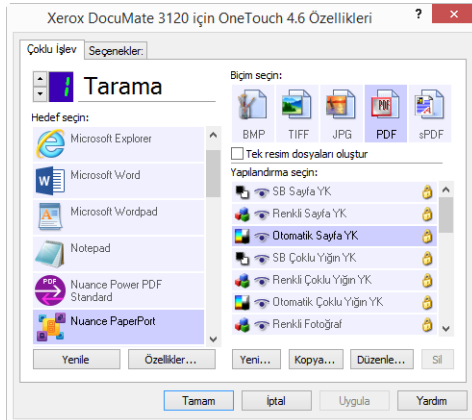 Xerox DocuMate 3120 için OneTouch 4.6 Özellikleri
Çoklu İşlev
Seçenekler:
1
Tarama
Hedef seçin:
Microsoft Explorer
Microsoft Word
Microsoft Wordpad
Notepad
Nuance Power PDF
Standard
Nuance PaperPort
Yenile
Özellikler...
Biçim seçin:
BMP
TIFF
JPG
PDF
sPDF
Tek resim dosyaları oluştur
Yapılandırma seçin:
SB Sayfa YK
Renkli Sayfa YK
Otomatik Sayfa YK
SB Çoklu Yığın YK
Renkli Çoklu Yığın YK
Otomatik Çoklu Yığın YK
Renkli Fotoğraf
Yeni...
Kopya...
Düzenle...
Sil
Tamam
İptal
Uygula
Yardım